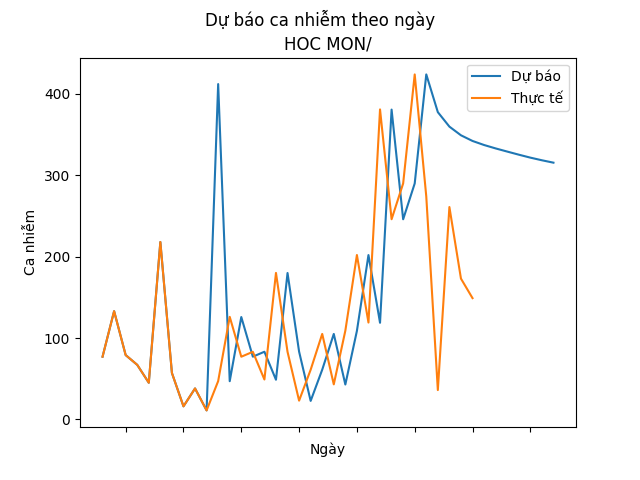 Dự báo ca nhiễm theo ngày
HOC MON/
Dự báo
Thực tế
400
300
200
100
0
Ca nhiễm
Ngày